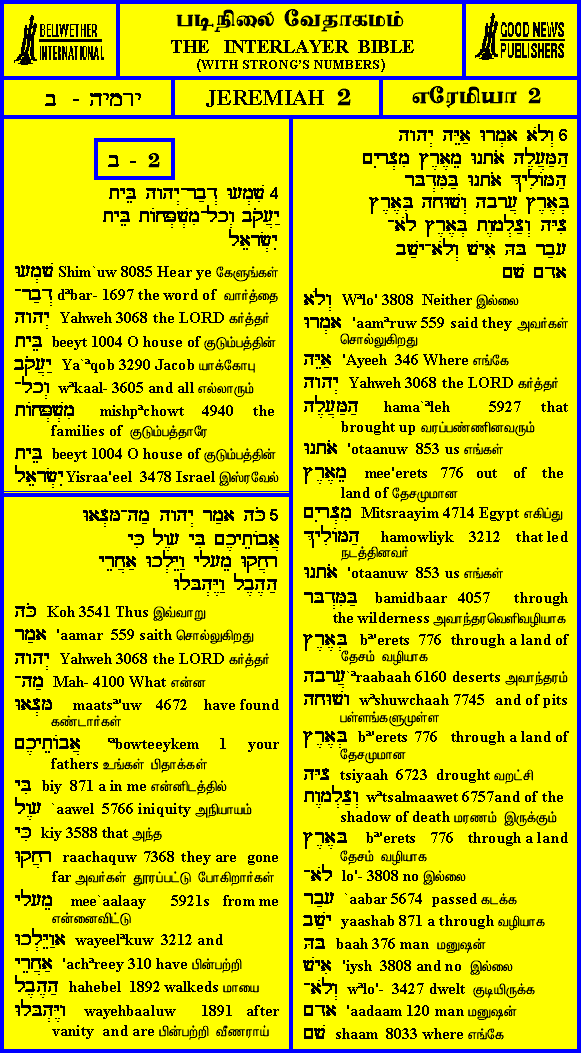 BELIWETHER
INTERNATIONAL
படிநிலை வேதாகமம்
THE INTERLAYER BIBLE
(WITH STRONG'S NUMBERS)
GOOD NEWS
PUBLISHERS
ירמיה - ב
JEREMIAH 2
எரேமியா 2
ב - 2
4 שִׁמְעוּ דְבַר־יְהוָה בֵּית
יַעֲקֹב וְכָל־מִשְׁפְּחוֹת בֵּית
יִשְׂרָאֵל
שִׁמְעוּ Shim`uw 8085 Hear ye கேளுங்கள்
דְבַר־ dᵊbar- 1697 the word of வார்த்தை
יְהוָה Yahweh 3068 the LORD கர்த்தர்
בֵּית beeyt 1004 O house of குடும்பத்தின்
יַעֲקֹב Ya`ᵃqob 3290 Jacob யாக்கோபு
וְכָל־ wᵊkaal- 3605 and all எல்லாரும்
מִשְׁפְּחוֹת mishpᵊchowt 4940 the
families of குடும்பத்தாரே
בֵּית beeyt 1004 O house of குடும்பத்தின்
יִשְׂרָאֵל Yisraa'eel 3478 Israel இஸ்ரவேல்
5 כֹּה אָמַר יְהוָה מַה־מָּצְאוּ
אֲבוֹתֵיכֶם בִּי עָוֶל כִּי
רָחֲקוּ מֵעָלָי וַיֵּלְכוּ אַחֲרֵי
הַהֶבֶל וַיֶּהְבָּלוּ
כֹּה Koh 3541 Thus இவ்வாறு
אָמַר 'aamar 559 saith சொல்லுகிறது
יְהוָה Yahweh 3068 the LORD கர்த்தர்
מַה־ Mah- 4100 What என்ன
מָּצְאוּ maatsᵃ'uw 4672 have found
கண்டார்கள்
אֲבוֹתֵיכֶם 'ᵃbowteeykem 1 your
fathers உங்கள் பிதாக்கள்
בִּי biy 871 a in me என்னிடத்தில்
עָוֶל `aawel 5766 iniquity அநியாயம்
כִּי kiy 3588 that அந்த
רָחֲקוּ raachaquw 7368 they are gone
far அவர்கள் தூரப்பட்டு போகிறார்கள்
מֵעָלָי mee`aalaay 5921s from me
என்னைவிட்டு
אוַיֵּלְכוּ wayeelᵊkuw 3212 and
אַחֲרֵי 'achᵃreey 310 have பின்பற்றி
הַהֶבֶל hahebel 1892 walkeds மாயை
וַיֶּהְבָּלוּ wayehbaaluw 1891 after
vanity and are பின்பற்றி வீணராய்
6 וְלֹא אָמְרוּ אַיֵּה יְהוָה
הַמַּעֲלֶה אֹתָנוּ מֵאֶרֶץ מִצְרָיִם
הַמּוֹלִיךְ אֹתָנוּ בַּמִּדְבָּר
בְּאֶרֶץ עֲרָבָה וְשׁוּחָה בְּאֶרֶץ
צִיָּה וְצַלְמָוֶת בְּאֶרֶץ לֹא־
עָבַר בָּהּ אִישׁ וְלֹא־יָשַׁב
אָדָם שָׁם
וְלֹא Wᵊlo' 3808 Neither இல்லை
אָמְרוּ 'aamᵊruw 559 said they அவர்கள்
சொல்லுகிறது
אַיֵּה 'Ayeeh 346 Where எங்கே
יְהוָה Yahweh 3068 the LORD கர்த்தர்
הַמַּעֲלֶה hama`ᵃleh 5927 that
brought up வரப்பண்ணினவரும்
אֹתָנוּ 'otaanuw 853 us எங்கள்
מֵאֶרֶץ mee'erets 776 out of the
land of தேசமுமான
מִצְרָיִם Mitsraayim 4714 Egypt எகிப்து
הַמּוֹלִיךְ hamowliyk 3212 that led
நடத்தினவர்
אֹתָנוּ 'otaanuw 853 us எங்கள்
בַּמִּדְבָּר bamidbaar 4057 through
the wilderness அவாந்தரவெளிவழியாக
בְּאֶרֶץ bᵃ'erets 776 through a land of
தேசம் வழியாக
עֲרָבָה `ᵃraabaah 6160 deserts அவாந்தரம்
וְשׁוּחָה wᵃshuwchaah 7745 and of pits
பள்ளங்களுமுள்ள
בְּאֶרֶץ bᵃ'erets 776 through a land of
தேசமுமான
צִיָּה tsiyaah 6723 drought வறட்சி
וְצַלְמָוֶת wᵃtsalmaawet 6757and of the
shadow of death மரணம் இருக்கும்
בְּאֶרֶץ bᵃ'erets 776 through a land
தேசம் வழியாக
לֹא־ lo'- 3808 no இல்லை
עָבַר `aabar 5674 passed கடக்க
יָשַׁב yaashab 871 a through வழியாக
בָּהּ baah 376 man மனுஷன்
אִישׁ 'iysh 3808 and no இல்லை
וְלֹא־ wᵃlo'- 3427 dwelt குடியிருக்க
אָדָם 'aadaam 120 man மனுஷன்
שָׁם shaam 8033 where எங்கே